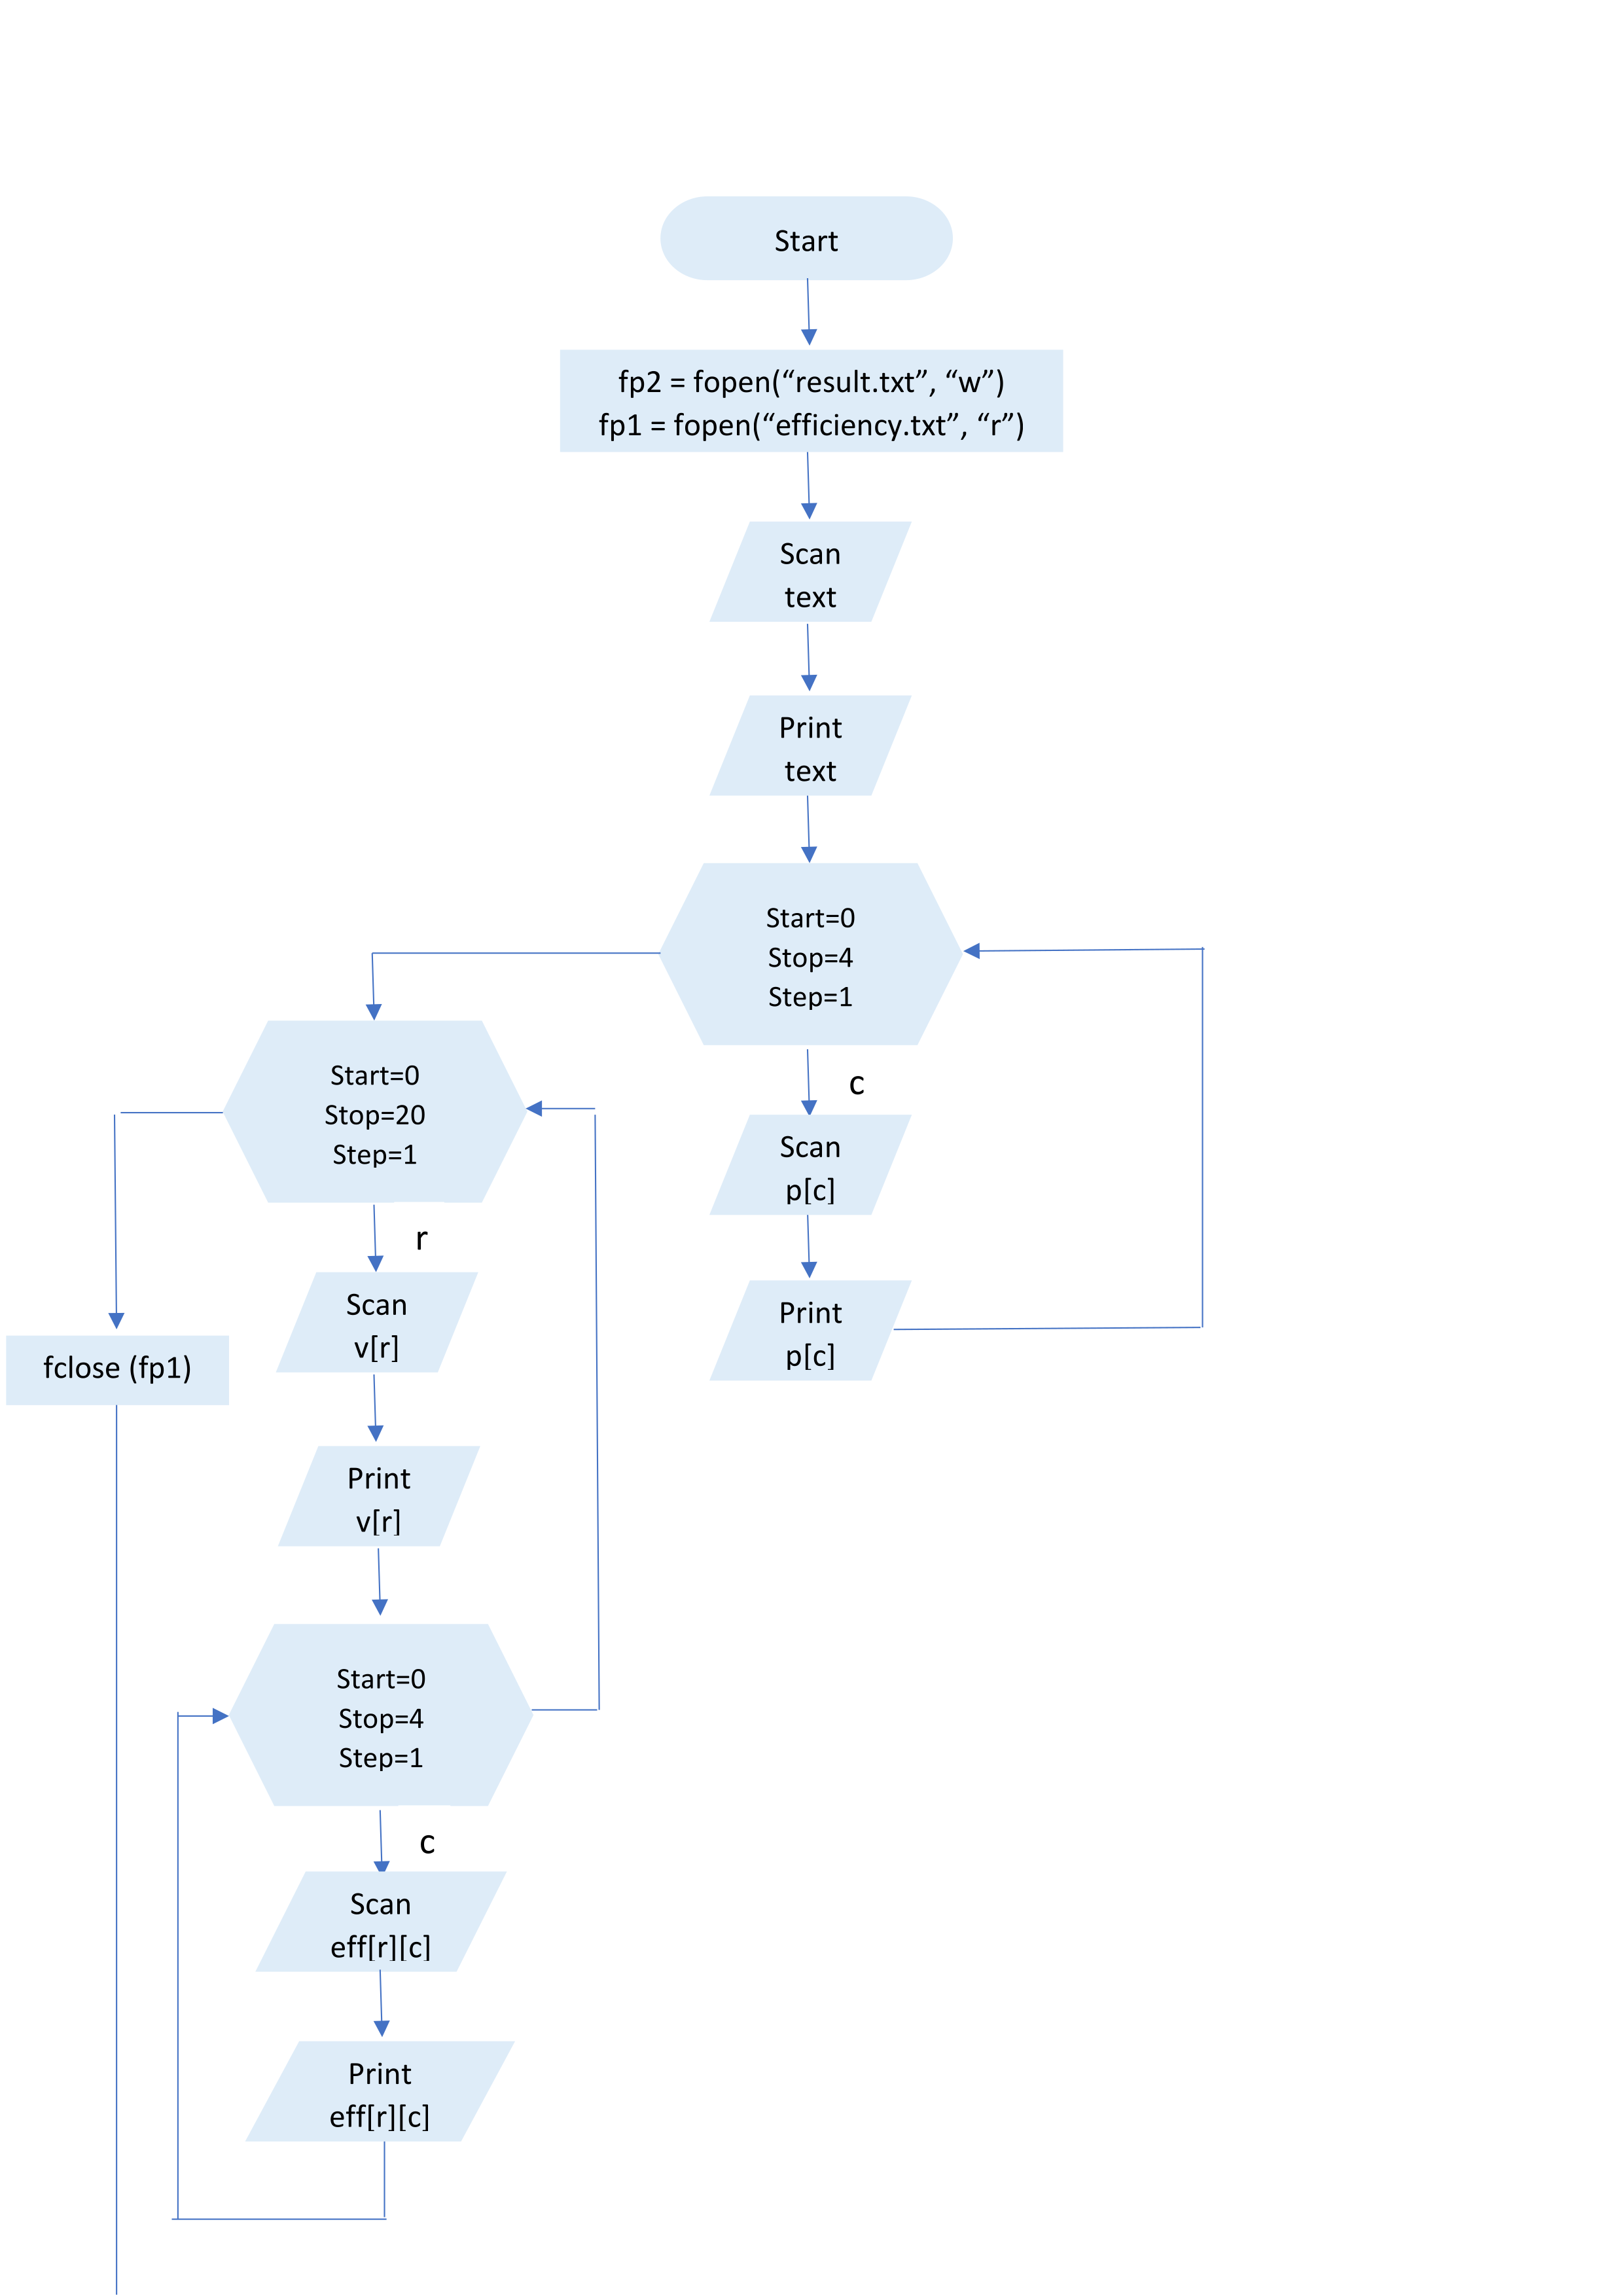 Start
fp2 = fopen(“result.txt”, “w”)
fp1 = fopen(“efficiency.txt”, “r”)
Scan
text
Print
text
Start=0
Stop=4
Step=1
c
Scan
p[c]
Print
p[c]
Start=0
Stop=20
Step=1
r
Scan
v[r]
Print
v[r]
Start=0
Stop=4
Step=1
c
Scan
eff[r][c]
Print
eff[r][c]
fclose (fp1)